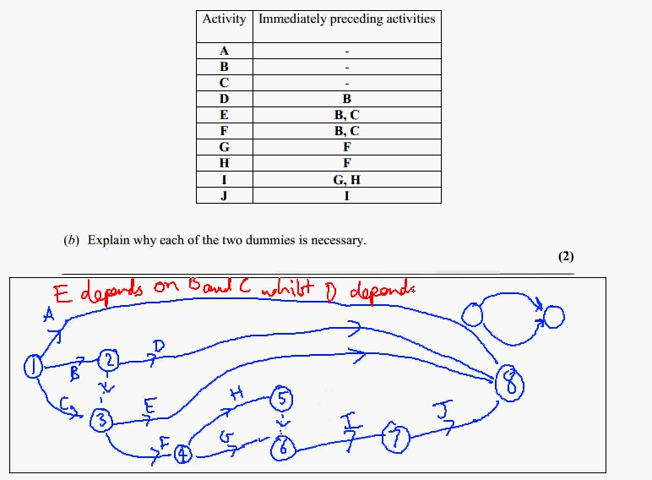 Activity Immediately preceding activities
A -
B -
C -
D B
E B, C
F B, C
G F
H F
I G, H
J I
(b) Explain why each of the two dummies is necessary.
(2)
E depends on B and C whilst D depends
A
D
1 B 2
8
C
3 E
H 5
J
F 4 G 6 I 7